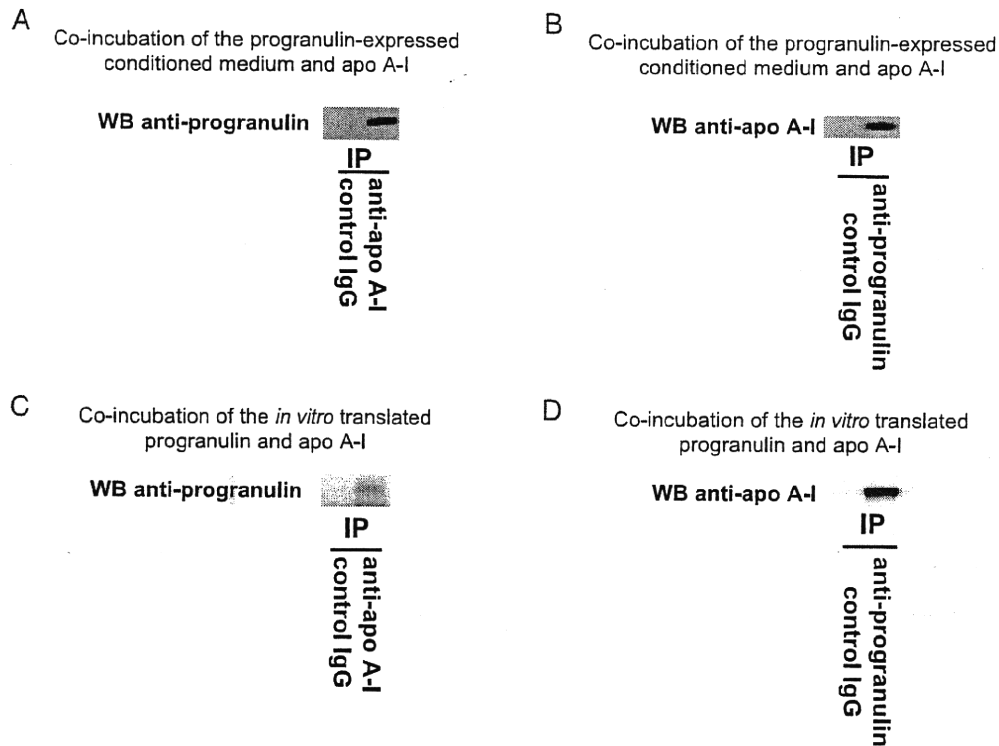 A
Co-incubation of the progranulin-expressed
conditioned medium and apo A-I
WB anti-progranulin
IP
control IgG
anti-apo A-I
B
Co-incubation of the progranulin-expressed
conditioned medium and apo A-I
WB anti-apo A-I
IP
control IgG
anti-progranulin
C
Co-incubation of the in vitro translated
progranulin and apo A-I
WB anti-progranulin
IP
control IgG
anti-apo A-I
D
Co-incubation of the in vitro translated
progranulin and apo A-I
WB anti-apo A-I
IP
control IgG
anti-progranulin